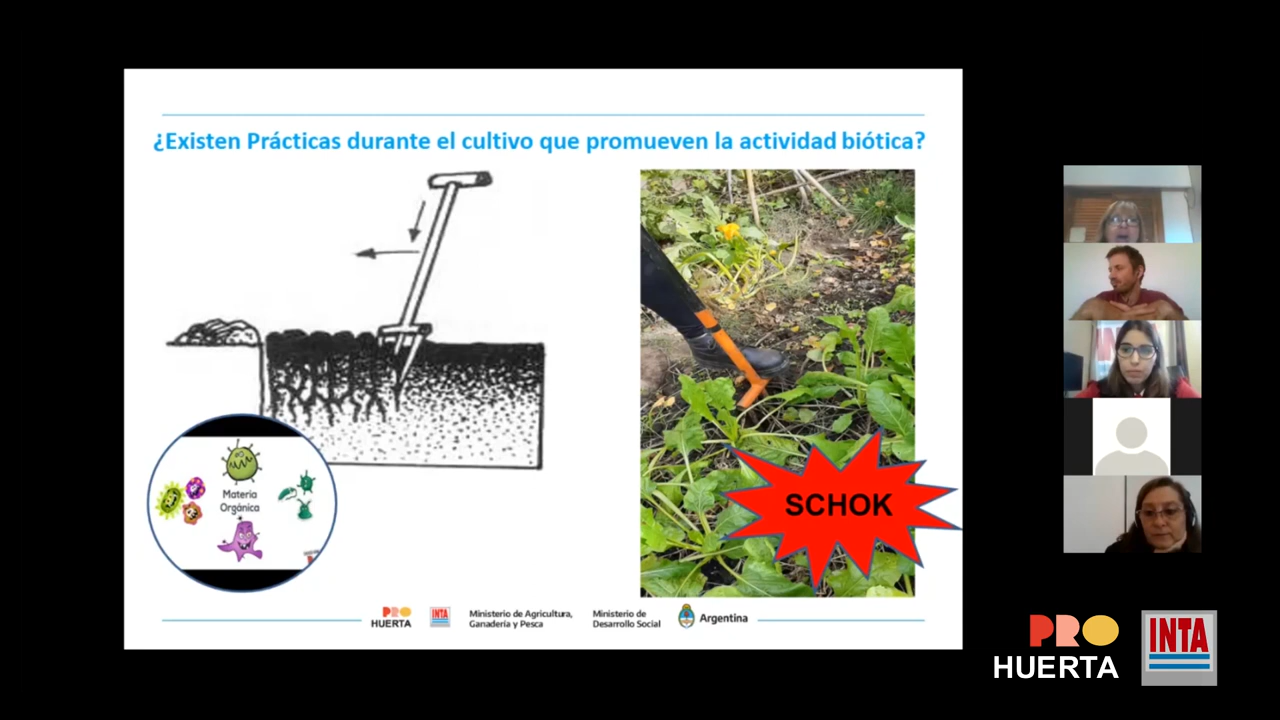 ¿Existen Prácticas durante el cultivo que promueven la actividad biótica?
Materia
Orgánica
SCHOK
PRO
HUERTA
INTA
Ministerio de Agricultura,
Ganadería y Pesca
Ministerio de
Desarrollo Social
Argentina
PRO
HUERTA
INTA